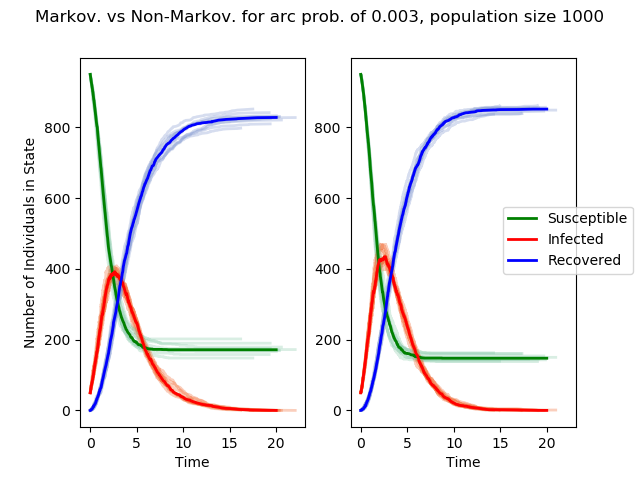 Markov. vs Non-Markov. for arc prob. of 0.003, population size 1000
Number of Individuals in State
800
600
400
200
0
0 5 10 15 20
Time
800
600
400
200
0
0 5 10 15 20
Time
Susceptible
Infected
Recovered